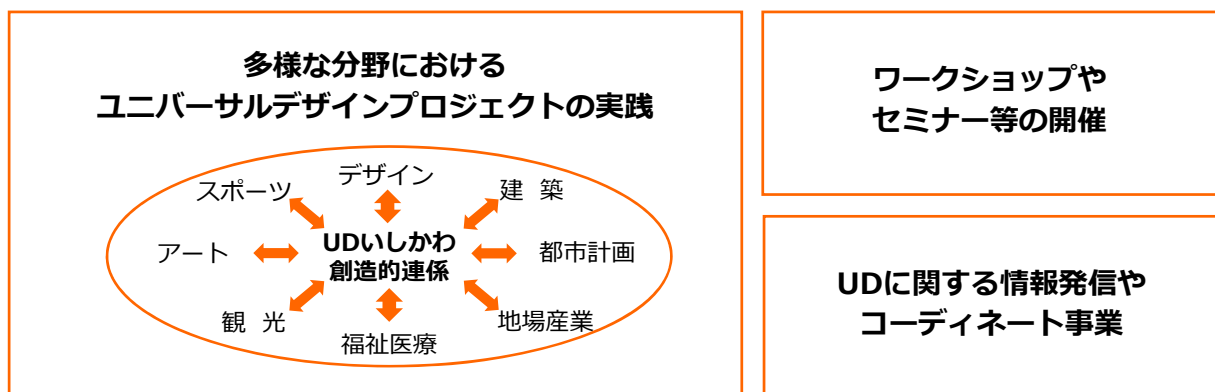 多様な分野における
ユニバーサルデザインプロジェクトの実践
デザイン
スポーツ
建 築
アート
UDいしかわ
創造的連係
都市計画
観 光
地場産業
福祉医療
ワークショップや
セミナー等の開催
UDに関する情報発信や
コーディネート事業